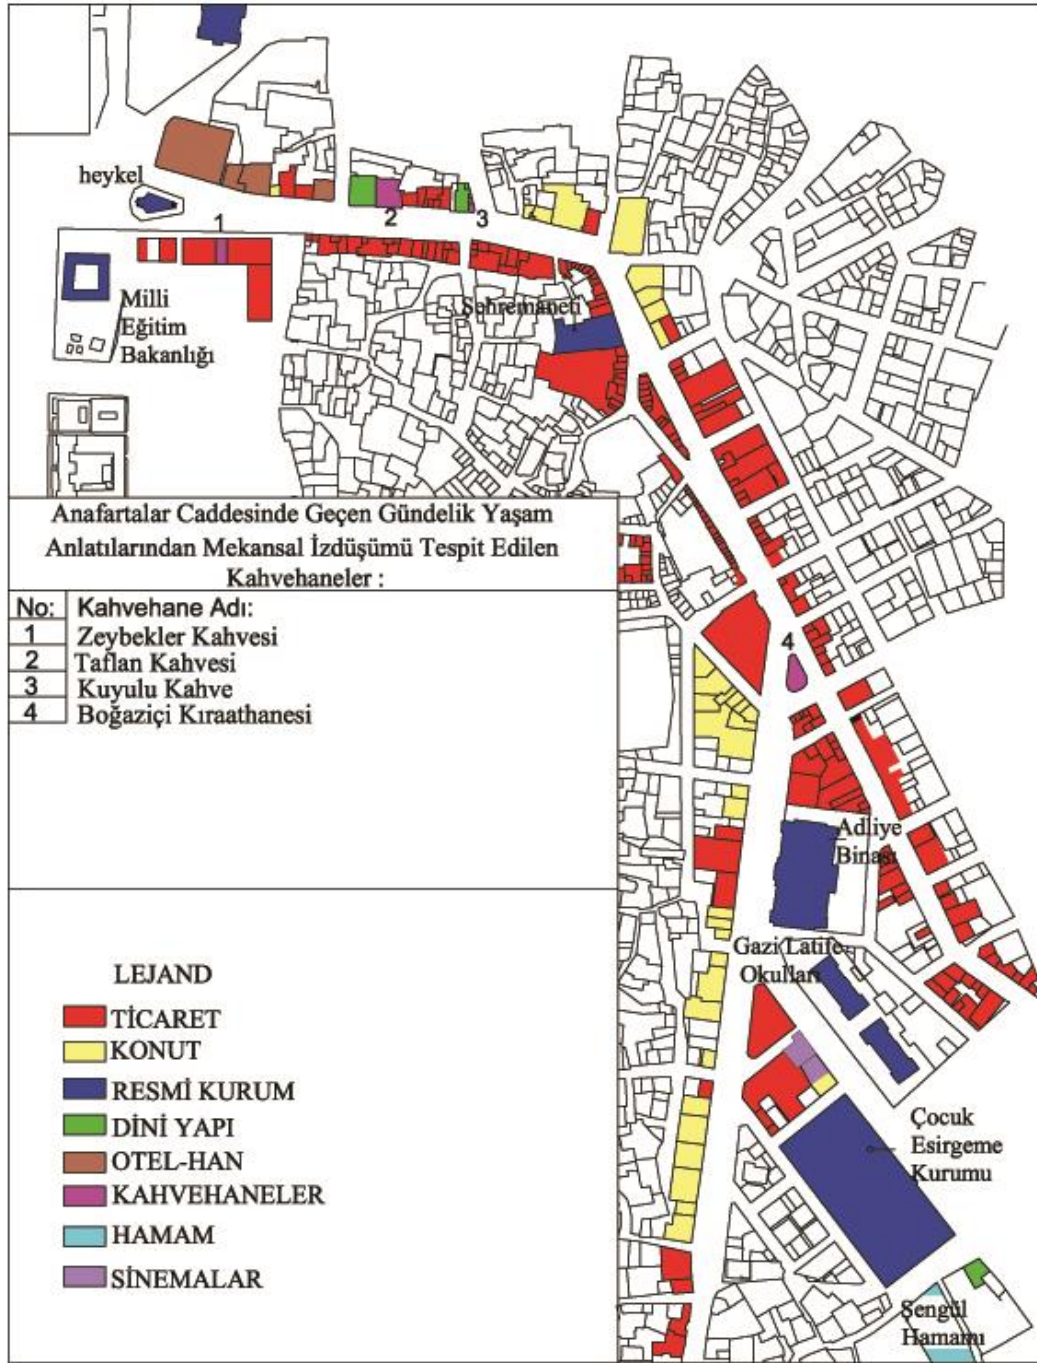 heykel
1
2
3
Milli
Eğitim
Bakanlığı
Şehremaneti
Anafartalar Caddesinde Geçen Gündelik Yaşam
Anlatılarından Mekansal İzdüşümü Tespit Edilen
Kahvehaneler :
No: Kahvehane Adı:
1 Zeybekler Kahvesi
2 Taflan Kahvesi
3 Kuyulu Kahve
4 Boğaziçi Kıraathanesi
4
Adliye
Binası
Gazi Latife
Okulları
Çocuk
Esirgeme
Kurumu
Şengül
Hamamı
LEJAND
TİCARET
KONUT
RESMİ KURUM
DİNİ YAPI
OTEL-HAN
KAHVEHANELER
HAMAM
SİNEMALAR